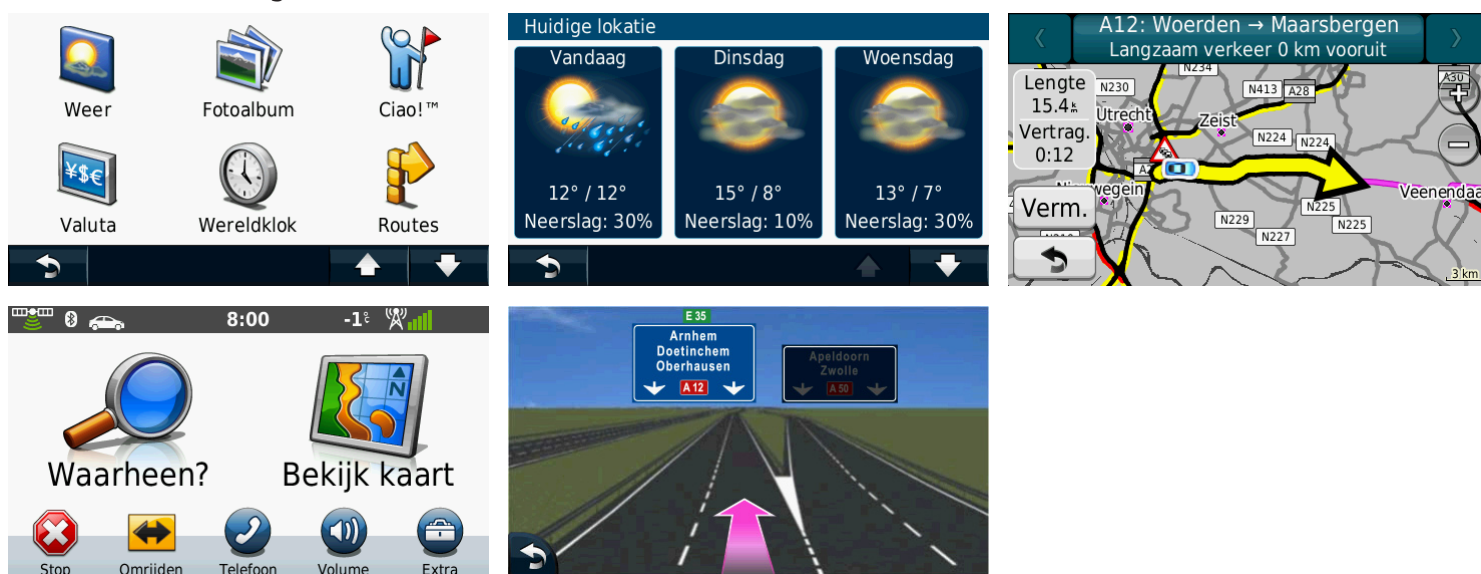 Weer
Fotoalbum
Ciao!™
¥$€
Valuta
Wereldklok
Routes
Huidige lokatie
Vandaag
Dinsdag
Woensdag
12° / 12°
15° / 8°
13° / 7°
Neerslag: 30%
Neerslag: 10%
Neerslag: 30%
A12: Woerden → Maarsbergen
Langzaam verkeer 0 km vooruit
N234
Lengte
15.4
N230
N413
A28
A30
Utrecht
Zeist
Vertrag.
0:12
N224
N224
Veenendaa
Verm.
N225
N229
N225
N227
3 km
8:00
-1°c
N
Waarheen?
Bekijk kaart
Stop
Omrijden
Telefoon
Volume
Extra
E 35
Arnhem
Doetinchem
Oberhausen
A 12
Apeldoorn
Zwolle
A 50